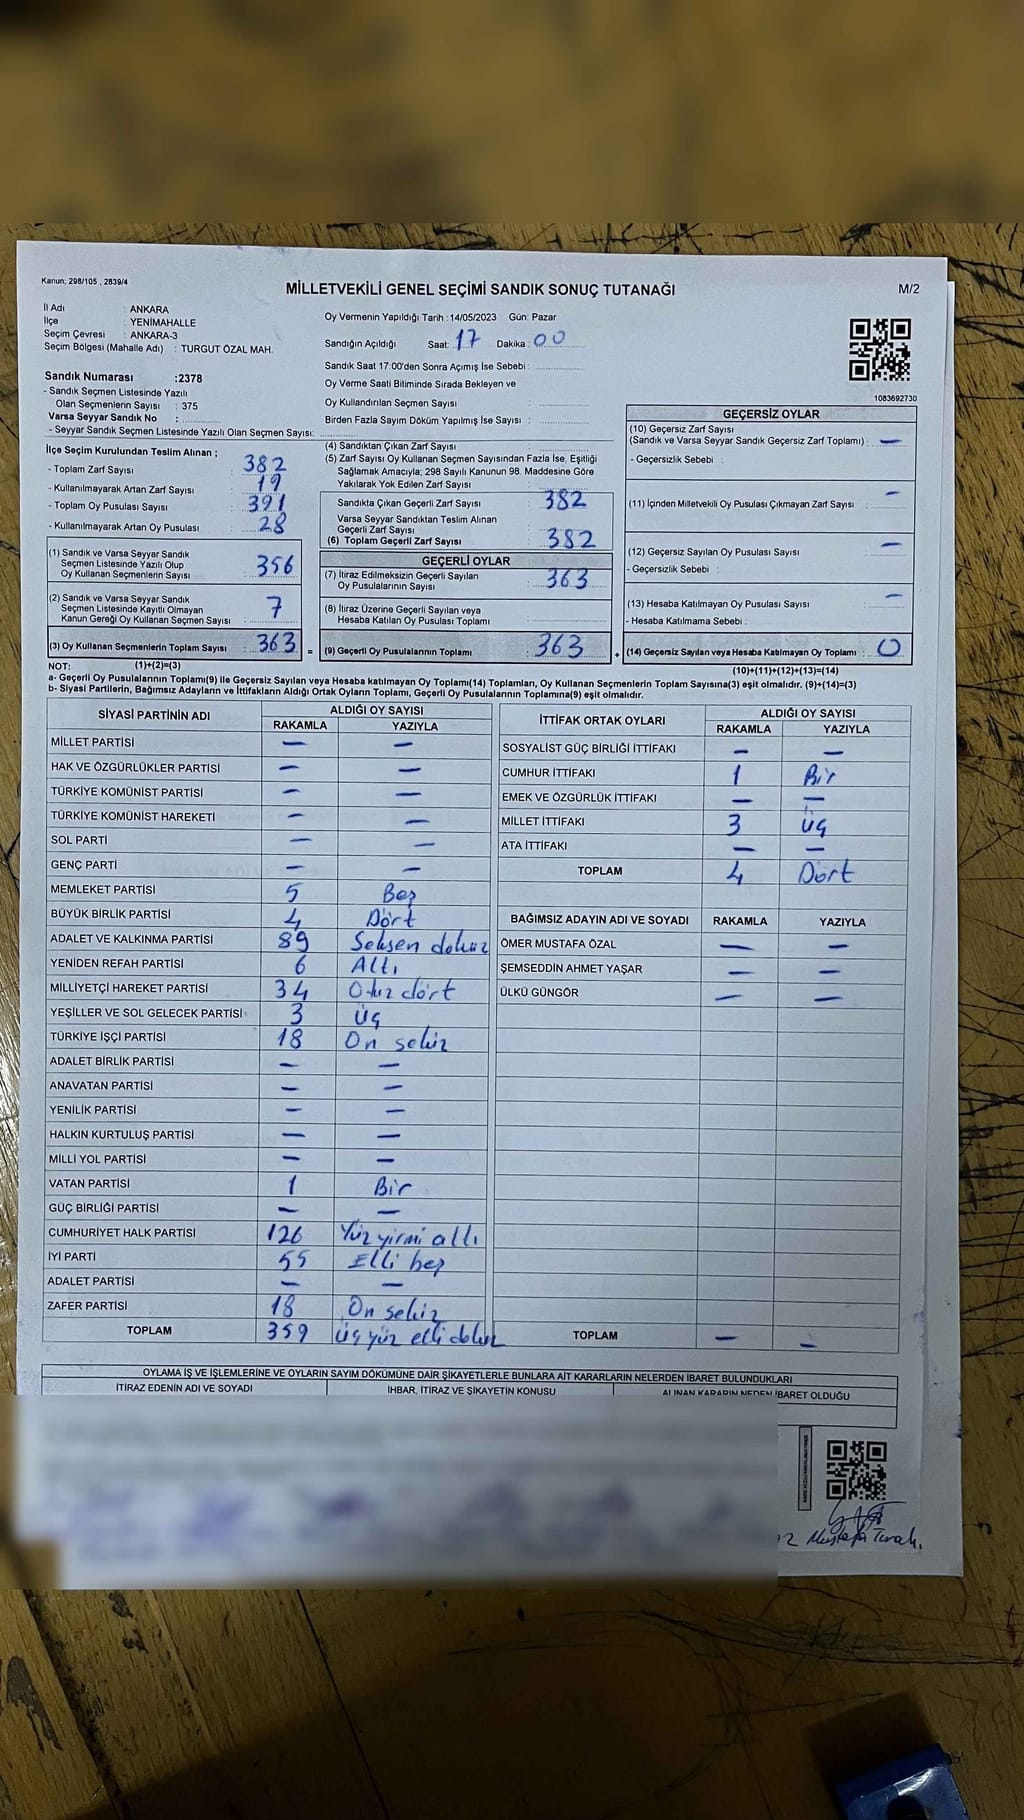 Kanun; 298/105 , 2839/4
MİLLETVEKİLİ GENEL SEÇİMİ SANDIK SONUÇ TUTANAĞI
M/2
İl Adı : ANKARA
İlçe : YENİMAHALLE
Seçim Çevresi : ANKARA-3
Seçim Bölgesi (Mahalle Adı) : TURGUT ÖZAL MAH.
Sandık Numarası :2378
- Sandık Seçmen Listesinde Yazılı
Olan Seçmenlerin Sayısı : 375
Varsa Seyyar Sandık No :
- Seyyar Sandık Seçmen Listesinde Yazılı Olan Seçmen Sayısı:
Oy Vermenin Yapıldığı Tarih :14/05/2023 Gün: Pazar
Sandığın Açıldığı Saat: 17 Dakika : 00
Sandık Saat 17:00'den Sonra Açımış İse Sebebi :
Oy Verme Saati Bitiminde Sırada Bekleyen ve
Oy Kullandırılan Seçmen Sayısı :
Birden Fazla Sayım Döküm Yapılmış İse Sayısı :
1083692730
İlçe Seçim Kurulundan Teslim Alınan ;
- Toplam Zarf Sayısı : 382
- Kullanılmayarak Artan Zarf Sayısı : 19
- Toplam Oy Pusulası Sayısı : 391
- Kullanılmayarak Artan Oy Pusulası : 28
(1) Sandık ve Varsa Seyyar Sandık
Seçmen Listesinde Yazılı Olup
Oy Kullanan Seçmenlerin Sayısı : 356
(2) Sandık ve Varsa Seyyar Sandık
Seçmen Listesinde Kayıtlı Olmayan
Kanun Gereği Oy Kullanan Seçmen Sayısı : 7
(3) Oy Kullanan Seçmenlerin Toplam Sayısı : 363 =
(4) Sandıktan Çıkan Zarf Sayısı :
(5) Zarf Sayısı Oy Kullanan Seçmen Sayısından Fazla İse, Eşitliği
Sağlamak Amacıyla; 298 Sayılı Kanunun 98. Maddesine Göre
Yakılarak Yok Edilen Zarf Sayısı :
Sandıkta Çıkan Geçerli Zarf Sayısı : 382
Varsa Seyyar Sandıktan Teslim Alınan
Geçerli Zarf Sayısı :
(6) Toplam Geçerli Zarf Sayısı : 382
GEÇERLİ OYLAR
(7) İtiraz Edilmeksizin Geçerli Sayılan
Oy Pusulalarının Sayısı : 363
(8) İtiraz Üzerine Geçerli Sayılan veya
Hesaba Katılan Oy Pusulası Toplamı :
(9) Geçerli Oy Pusulalarının Toplamı : 363 +
GEÇERSİZ OYLAR
(10) Geçersiz Zarf Sayısı
(Sandık ve Varsa Seyyar Sandık Geçersiz Zarf Toplamı) : —
- Geçersizlik Sebebi :
(11) İçinden Milletvekili Oy Pusulası Çıkmayan Zarf Sayısı : —
(12) Geçersiz Sayılan Oy Pusulası Sayısı : —
- Geçersizlik Sebebi :
(13) Hesaba Katılmayan Oy Pusulası Sayısı : —
- Hesaba Katılmama Sebebi :
(14) Geçersiz Sayılan veya Hesaba Katılmayan Oy Toplamı : 0
NOT: (1)+(2)=(3)
(10)+(11)+(12)+(13)=(14)
a- Geçerli Oy Pusulalarının Toplamı(9) ile Geçersiz Sayılan veya Hesaba katılmayan Oy Toplamı(14) Toplamları, Oy Kullanan Seçmenlerin Toplam Sayısına(3) eşit olmalıdır. (9)+(14)=(3)
b- Siyasi Partilerin, Bağımsız Adayların ve İttifakların Aldığı Ortak Oyların Toplamı, Geçerli Oy Pusulalarının Toplamına(9) eşit olmalıdır.
SİYASİ PARTİNİN ADI ALDIĞI OY SAYISI
RAKAMLA YAZIYLA
MİLLET PARTİSİ — —
HAK VE ÖZGÜRLÜKLER PARTİSİ — —
TÜRKİYE KOMÜNİST PARTİSİ — —
TÜRKİYE KOMÜNİST HAREKETİ — —
SOL PARTİ — —
GENÇ PARTİ — —
MEMLEKET PARTİSİ 5 Beş
BÜYÜK BİRLİK PARTİSİ 4 Dört
ADALET VE KALKINMA PARTİSİ 89 Seksen dokuz
YENİDEN REFAH PARTİSİ 6 Altı
MİLLİYETÇİ HAREKET PARTİSİ 34 Otuz dört
YEŞİLLER VE SOL GELECEK PARTİSİ 3 Üç
TÜRKİYE İŞÇİ PARTİSİ 18 On sekiz
ADALET BİRLİK PARTİSİ — —
ANAVATAN PARTİSİ — —
YENİLİK PARTİSİ — —
HALKIN KURTULUŞ PARTİSİ — —
MİLLİ YOL PARTİSİ — —
VATAN PARTİSİ 1 Bir
GÜÇ BİRLİĞİ PARTİSİ — —
CUMHURİYET HALK PARTİSİ 126 Yüz yirmi altı
İYİ PARTİ 55 Elli beş
ADALET PARTİSİ — —
ZAFER PARTİSİ 18 On sekiz
TOPLAM 359 Üç yüz elli dokuz
İTTİFAK ORTAK OYLARI ALDIĞI OY SAYISI
RAKAMLA YAZIYLA
SOSYALİST GÜÇ BİRLİĞİ İTTİFAKI — —
CUMHUR İTTİFAKI 1 Bir
EMEK VE ÖZGÜRLÜK İTTİFAKI — —
MİLLET İTTİFAKI 3 Üç
ATA İTTİFAKI — —
TOPLAM 4 Dört
BAĞIMSIZ ADAYIN ADI VE SOYADI RAKAMLA YAZIYLA
ÖMER MUSTAFA ÖZAL — —
ŞEMSEDDİN AHMET YAŞAR — —
ÜLKÜ GÜNGÖR — —
TOPLAM — —
OYLAMA İŞ VE İŞLEMLERİNE VE OYLARIN SAYIM DÖKÜMÜNE DAİR ŞİKAYETLERLE BUNLARA AİT KARARLARIN NELERDEN İBARET BULUNDUKLARI
İTİRAZ EDENİN ADI VE SOYADI İHBAR, İTİRAZ VE ŞİKAYETİN KONUSU ALINAN KARARIN NEDEN İBARET OLDUĞU
Mustafa